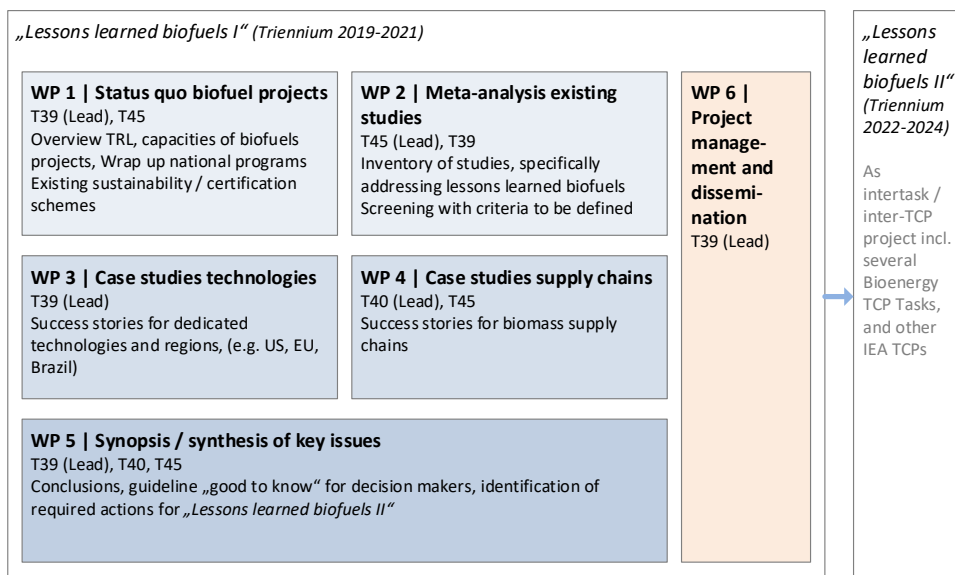 „Lessons learned biofuels I“ (Triennium 2019-2021)
WP 1 | Status quo biofuel projects
T39 (Lead), T45
Overview TRL, capacities of biofuels
projects, Wrap up national programs
Existing sustainability / certification
schemes
WP 2 | Meta-analysis existing
studies
T45 (Lead), T39
Inventory of studies, specifically
addressing lessons learned biofuels
Screening with criteria to be defined
WP 3 | Case studies technologies
T39 (Lead)
Success stories for dedicated
technologies and regions, (e.g. US, EU,
Brazil)
WP 4 | Case studies supply chains
T40 (Lead), T45
Success stories for biomass supply
chains
WP 5 | Synopsis / synthesis of key issues
T39 (Lead), T40, T45
Conclusions, guideline „good to know“ for decision makers, identification of
required actions for „Lessons learned biofuels II“
WP 6 |
Project
manage-
ment and
dissemi-
nation
T39 (Lead)
„Lessons
learned
biofuels II“
(Triennium
2022-2024)
As
intertask /
inter-TCP
project incl.
several
Bioenergy
TCP Tasks,
and other
IEA TCPs